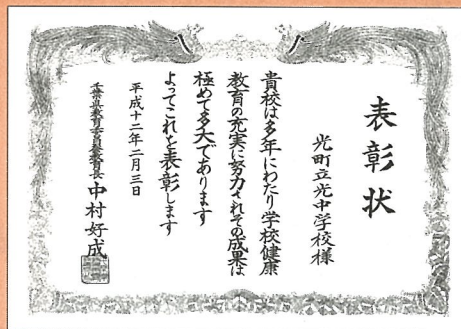 表彰状
光町立光中学校様
貴校は多年にわたり学校健康
教育の充実に努力されその成果は
極めて多大であります
よってこれを表彰します
平成十二年二月三日
千葉県教育委員会教育長 中村好成